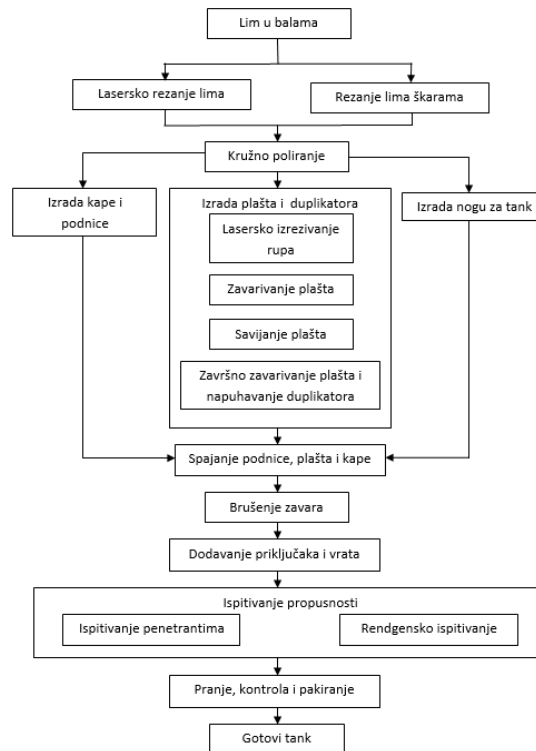 Lim u balama
Lasersko rezanje lima
Rezanje lima škarama
Kružno poliranje
Izrada kape i
podnice
Izrada plašta i duplikatora
Lasersko izrezivanje
rupa
Zavarivanje plašta
Savijanje plašta
Završno zavarivanje plašta i
napuhavanje duplikatora
Izrada nogu za tank
Spajanje podnice, plašta i kape
Brušenje zavara
Dodavanje priključaka i vrata
Ispitivanje propusnosti
Ispitivanje penetrantima
Rendgensko ispitivanje
Pranje, kontrola i pakiranje
Gotovi tank